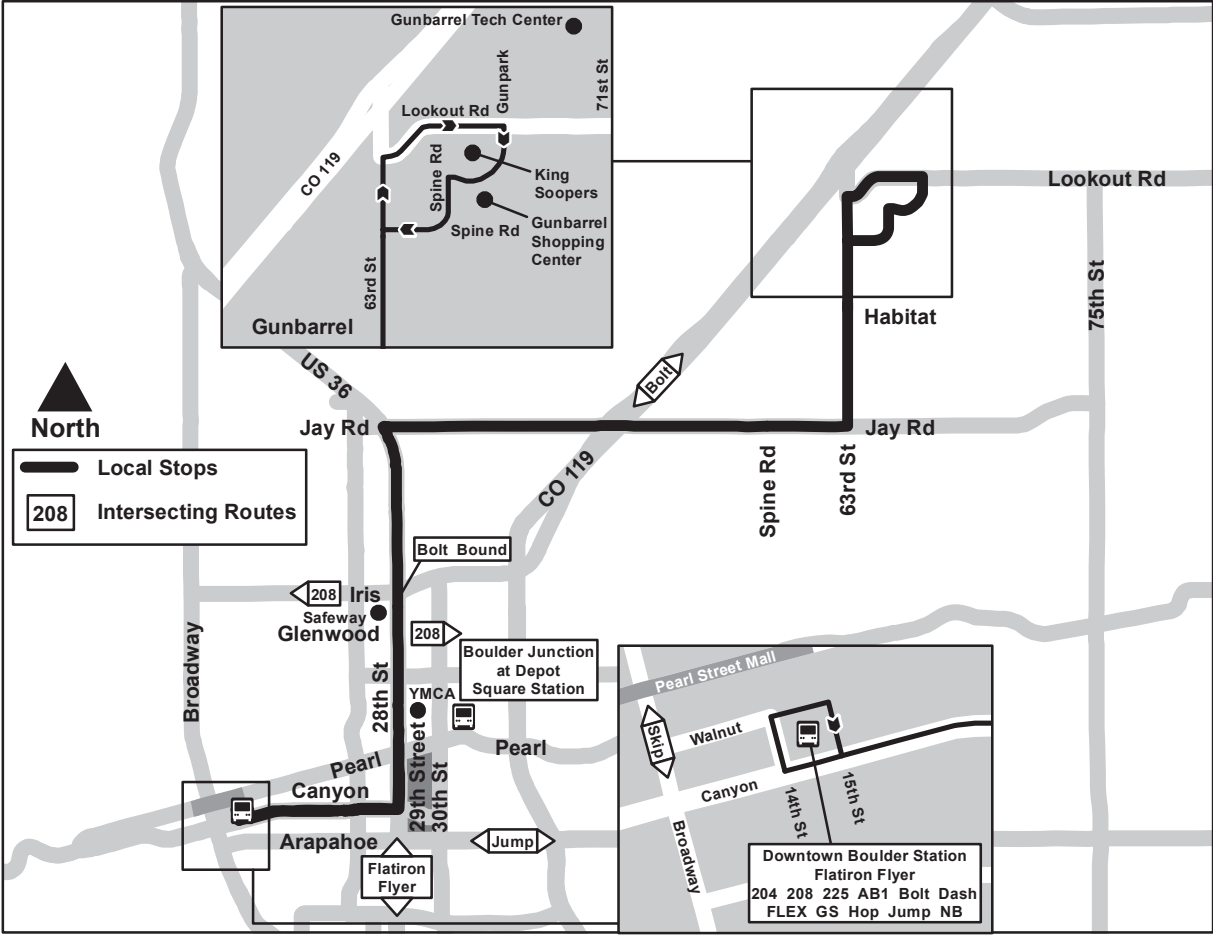 Gunbarrel Tech Center
Gunpark
71st St
Lookout Rd
CO 119
Spine Rd
King
Soopers
Spine Rd
Gunbarrel
Shopping
Center
63rd St
Gunbarrel
Lookout Rd
75th St
Habitat
US 36
Bolt
North
Jay Rd
Jay Rd
Local Stops
208 Intersecting Routes
CO 119
Spine Rd
63rd St
Bolt Bound
208 Iris
Safeway
Glenwood
208
Boulder Junction
at Depot
Square Station
Broadway
28th St
YMCA
29th Street
30th St
Pearl
Pearl
Canyon
Arapahoe
Jump
Flatiron
Flyer
Pearl Street Mall
Skip
Walnut
Canyon
14th St
15th St
Broadway
Downtown Boulder Station
Flatiron Flyer
204 208 225 AB1 Bolt Dash
FLEX GS Hop Jump NB